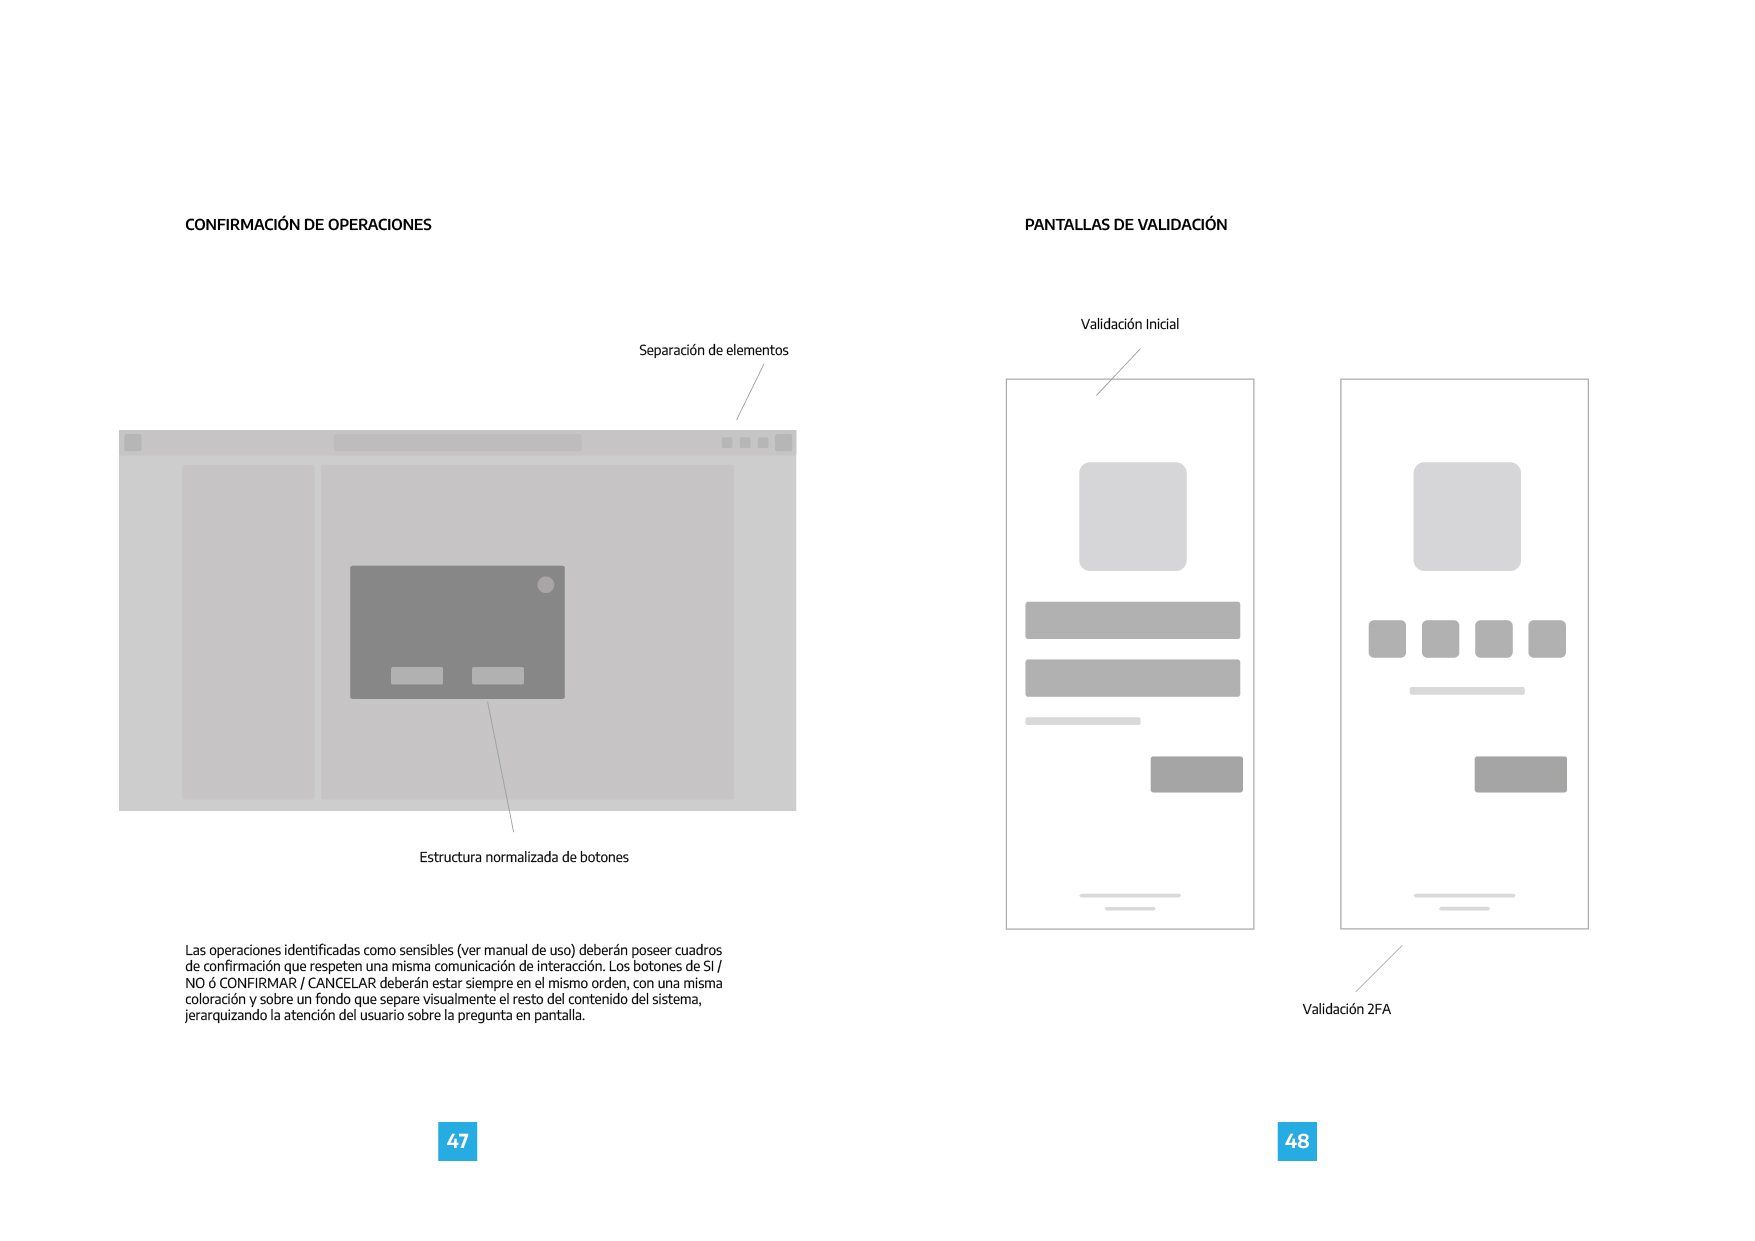 CONFIRMACIÓN DE OPERACIONES
Separación de elementos
Estructura normalizada de botones
Las operaciones identificadas como sensibles (ver manual de uso) deberán poseer cuadros
de confirmación que respeten una misma comunicación de interacción. Los botones de SI /
NO ó CONFIRMAR / CANCELAR deberán estar siempre en el mismo orden, con una misma
coloración y sobre un fondo que separe visualmente el resto del contenido del sistema,
jerarquizando la atención del usuario sobre la pregunta en pantalla.
47
PANTALLAS DE VALIDACIÓN
Validación Inicial
Validación 2FA
48